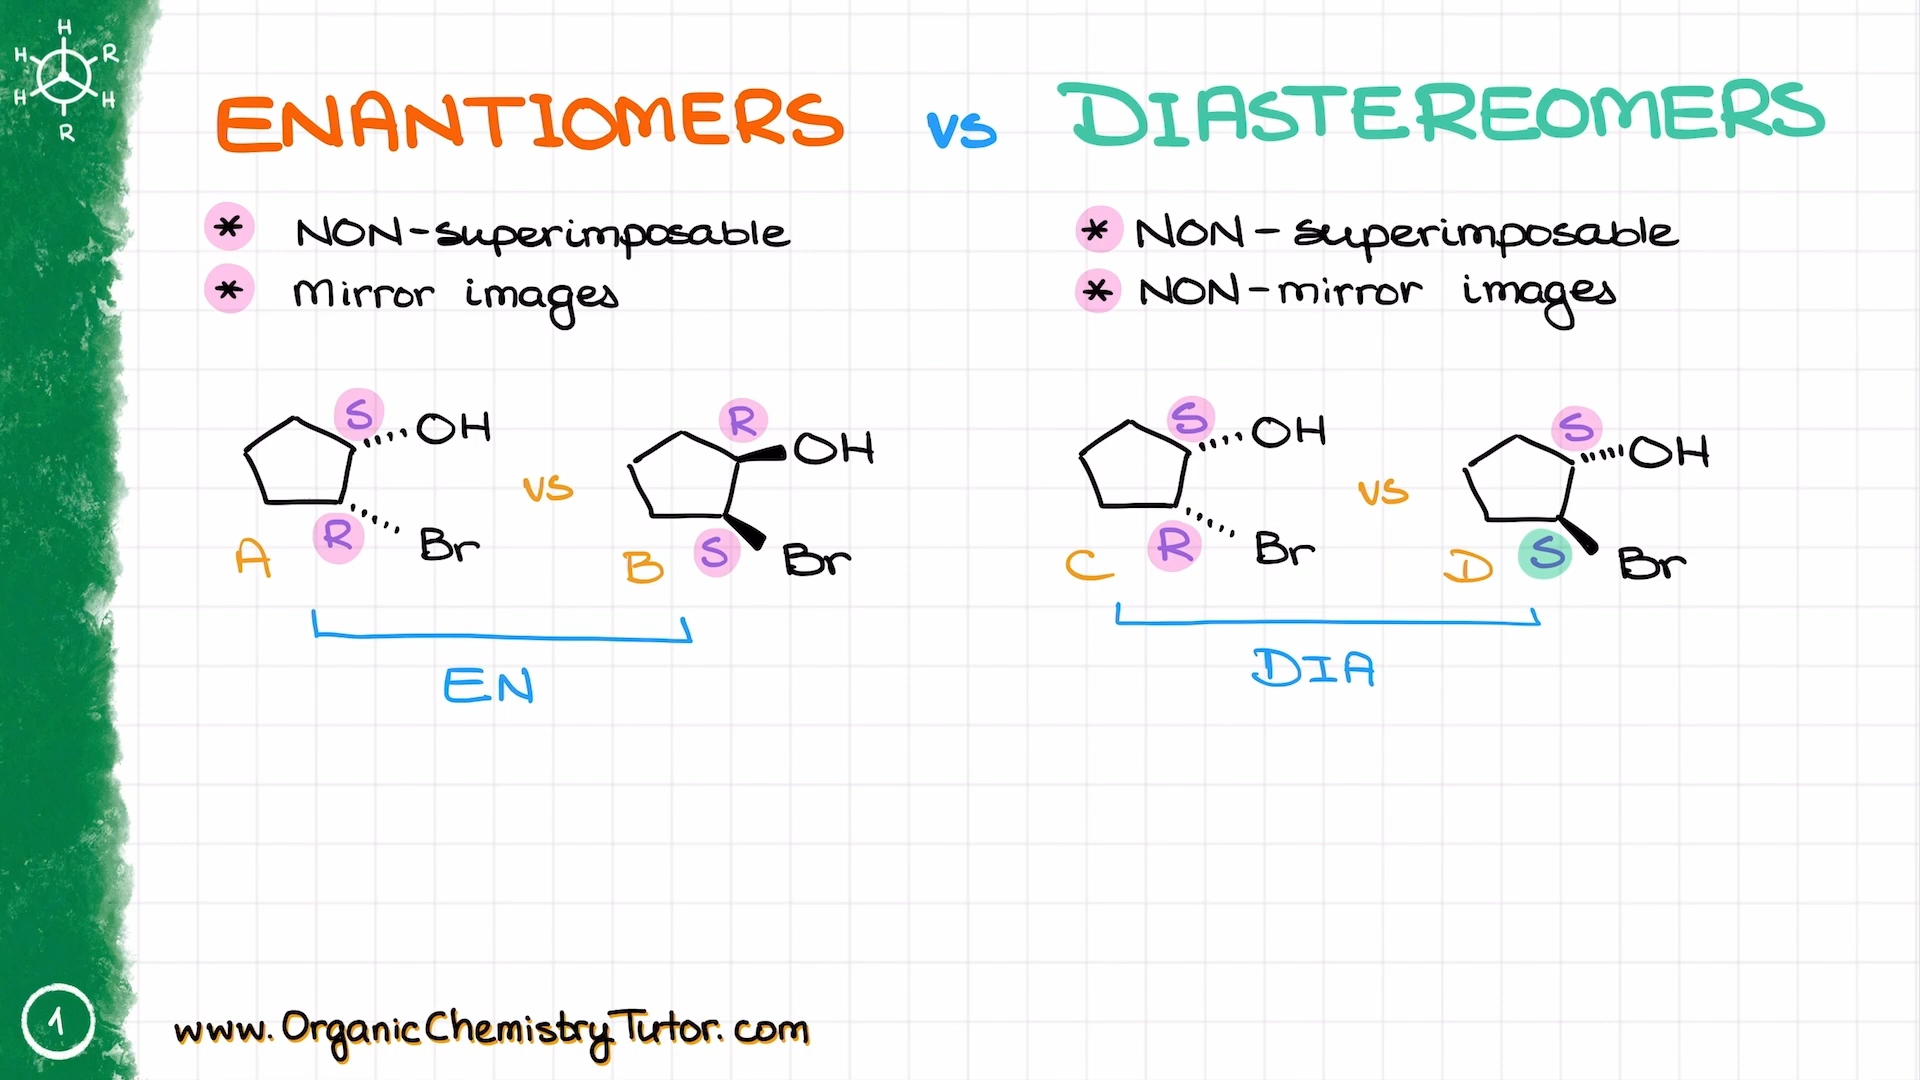 H
H R
H H
R
ENANTIOMERS vs DIASTEREOMERS
* NON-superimposable
* Mirror images
* NON-superimposable
* NON-mirror images
S OH
R Br
A
vs
R OH
S Br
B
EN
S OH
R Br
C
vs
S OH
S Br
D
DIA
1
www.OrganicChemistryTutor.com